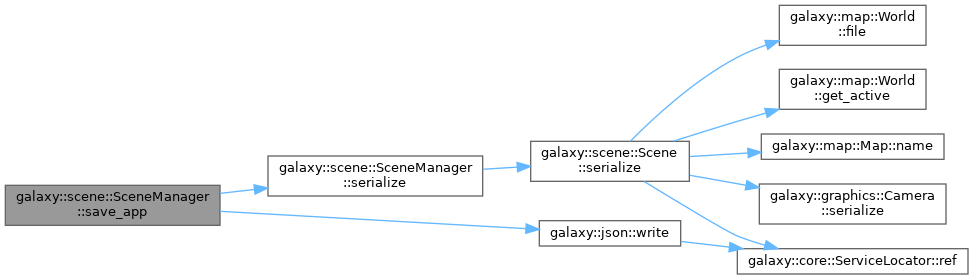 galaxy::map::World
::file
galaxy::map::World
::get_active
galaxy::scene::Scene
::serialize
galaxy::map::Map::name
galaxy::scene::SceneManager
::serialize
galaxy::scene::SceneManager
::save_app
galaxy::graphics::Camera
::serialize
galaxy::json::write
galaxy::core::ServiceLocator::ref